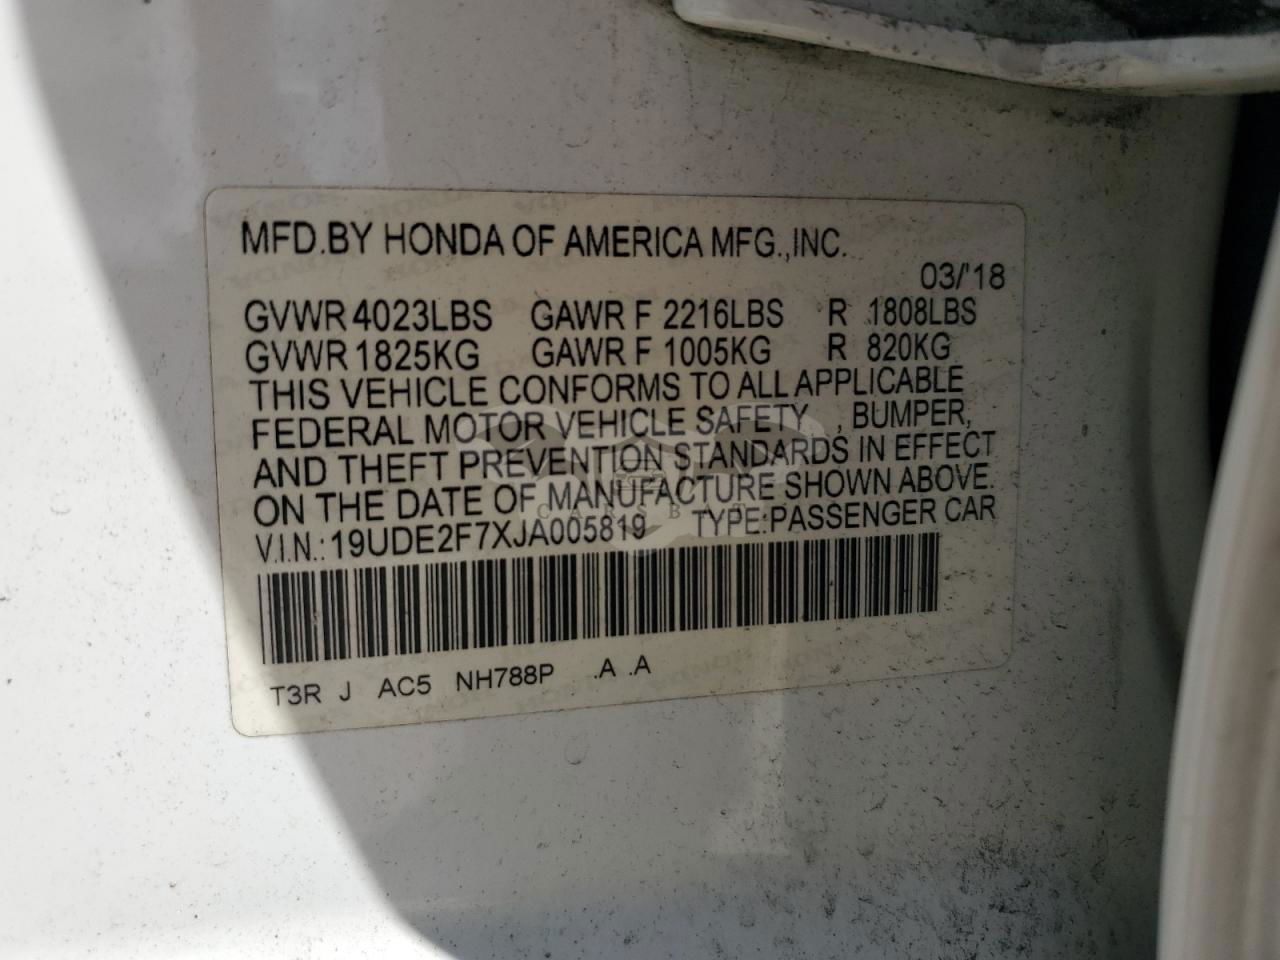 MFD.BY HONDA OF AMERICA MFG.,INC.
03/'18
GVWR 4023LBS GAWR F 2216LBS R 1808LBS
GVWR 1825KG GAWR F 1005KG R 820KG
THIS VEHICLE CONFORMS TO ALL APPLICABLE
FEDERAL MOTOR VEHICLE SAFETY , BUMPER,
AND THEFT PREVENTION STANDARDS IN EFFECT
ON THE DATE OF MANUFACTURE SHOWN ABOVE.
CARSBIT
V.I.N.:19UDE2F7XJA005819 TYPE:PASSENGER CAR
T3R J AC5 NH788P .A .A